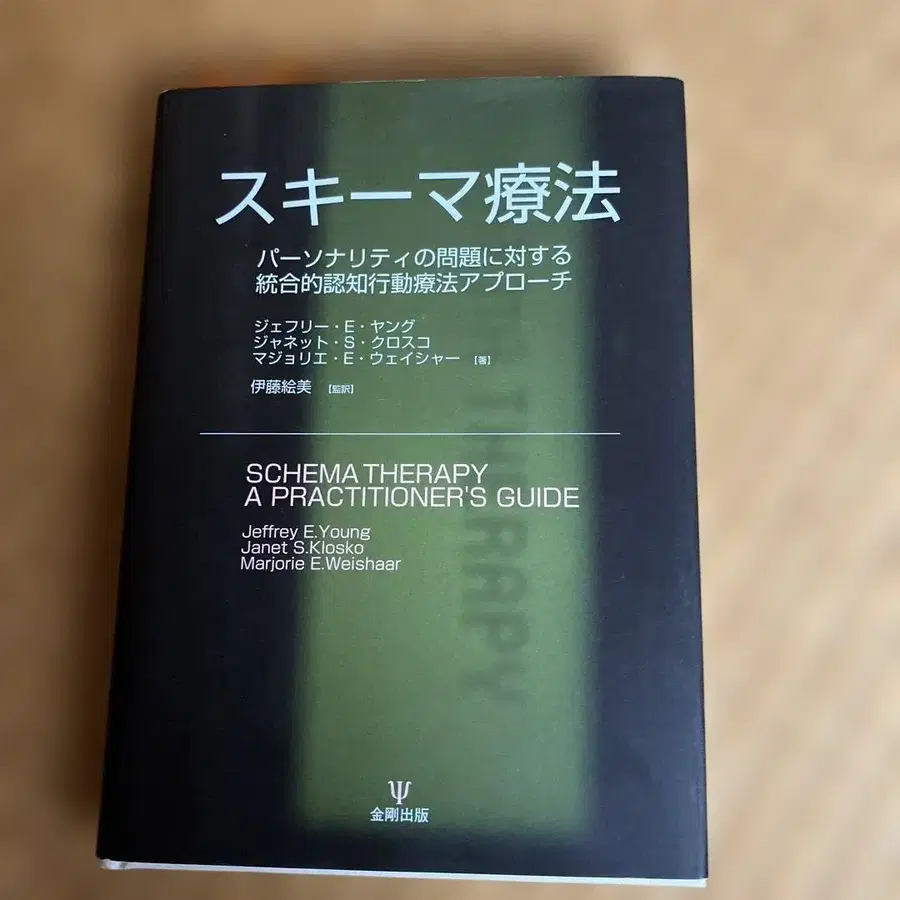 スキーマ療法
パーソナリティの問題に対する
統合的認知行動療法アプローチ
ジェフリー・E・ヤング
ジャネット・S・クロスコ
マジョリエ・E・ウェイシャー 【著】
伊藤絵美 【監訳】
SCHEMA THERAPY
A PRACTITIONER'S GUIDE
Jeffrey E.Young
Janet S.Klosko
Marjorie E.Weishaar
THERAPY
Ψ
金剛出版